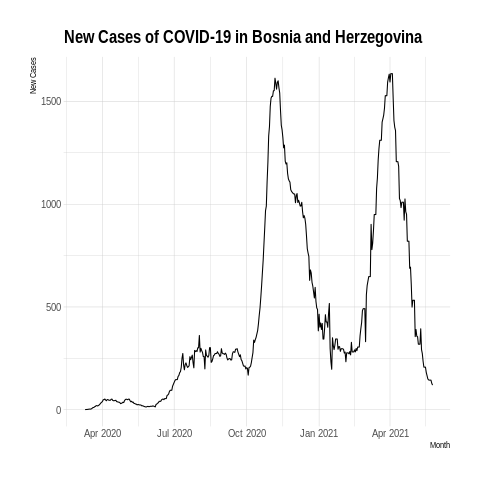 New Cases of COVID-19 in Bosnia and Herzegovina
New Cases
1500
1000
500
0
Apr 2020 Jul 2020 Oct 2020 Jan 2021 Apr 2021
Month